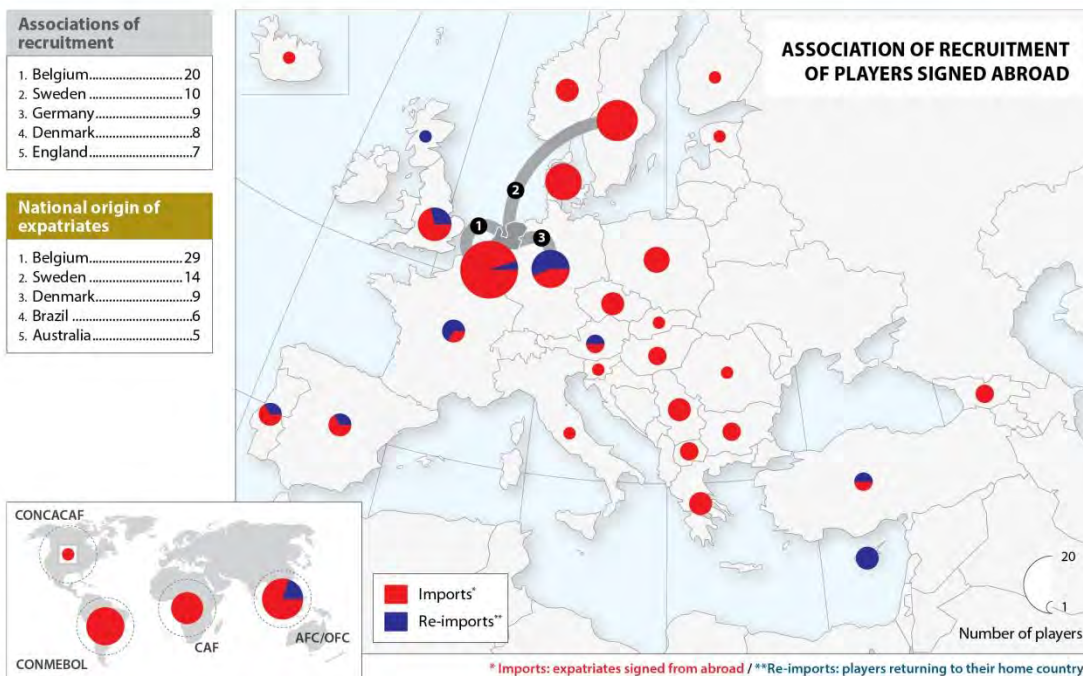 Associations of
recruitment
1. Belgium.........................20
2. Sweden.........................10
3. Germany.........................9
4. Denmark.........................8
5. England.........................7
National origin of
expatriates
1. Belgium.........................29
2. Sweden.........................14
3. Denmark.........................9
4. Brazil.........................6
5. Australia.........................5
ASSOCIATION OF RECRUITMENT
OF PLAYERS SIGNED ABROAD
2
1
3
CONCACAF
CONMEBOL
CAF
AFC/OFC
Imports*
Re-imports**
20
1
Number of players
* Imports: expatriates signed from abroad / **Re-imports: players returning to their home country